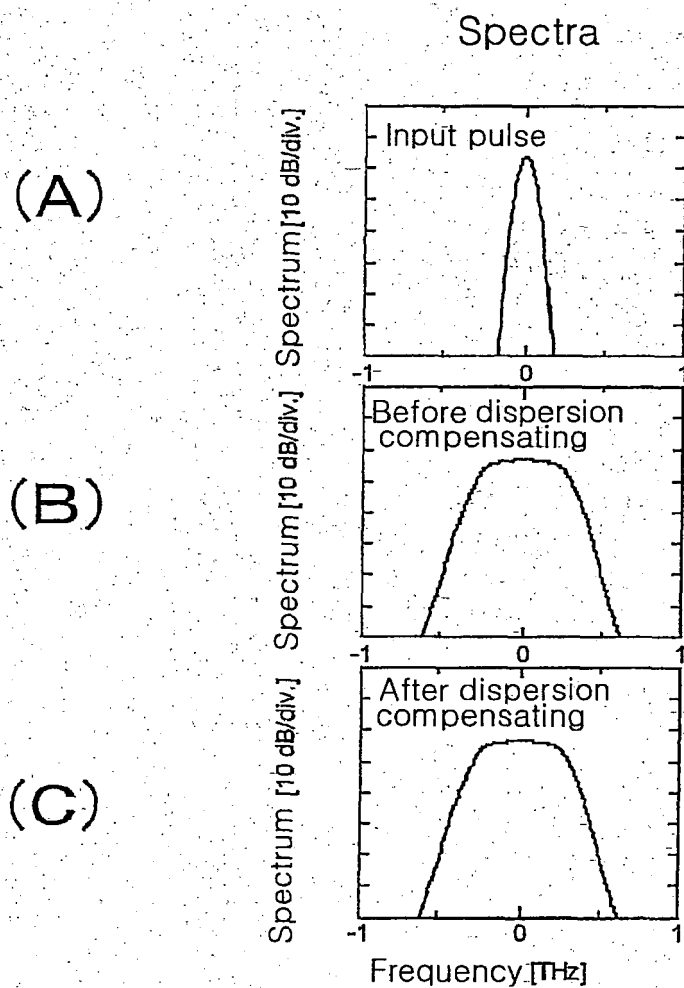 Spectra
(A)
Spectrum [10 dB/div.]
Input pulse
-1 0 1
(B)
Spectrum [10 dB/div.]
Before dispersion
compensating
-1 0 1
(C)
Spectrum [10 dB/div.]
After dispersion
compensating
-1 0 1
Frequency [THz]